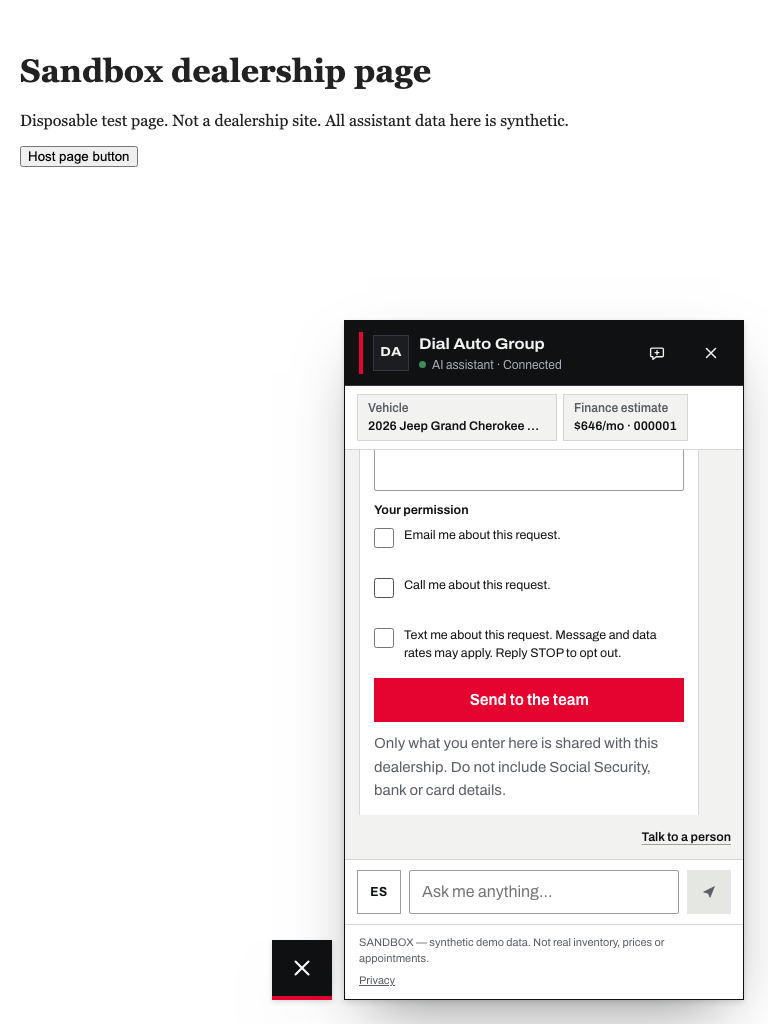 Sandbox dealership page
Disposable test page. Not a dealership site. All assistant data here is synthetic.
Host page button
DA
Dial Auto Group
AI assistant · Connected
Vehicle
2026 Jeep Grand Cherokee …
Finance estimate
$646/mo · 000001
Your permission
Email me about this request.
Call me about this request.
Text me about this request. Message and data
rates may apply. Reply STOP to opt out.
Send to the team
Only what you enter here is shared with this
dealership. Do not include Social Security,
bank or card details.
Talk to a person
ES
Ask me anything...
SANDBOX — synthetic demo data. Not real inventory, prices or
appointments.
Privacy